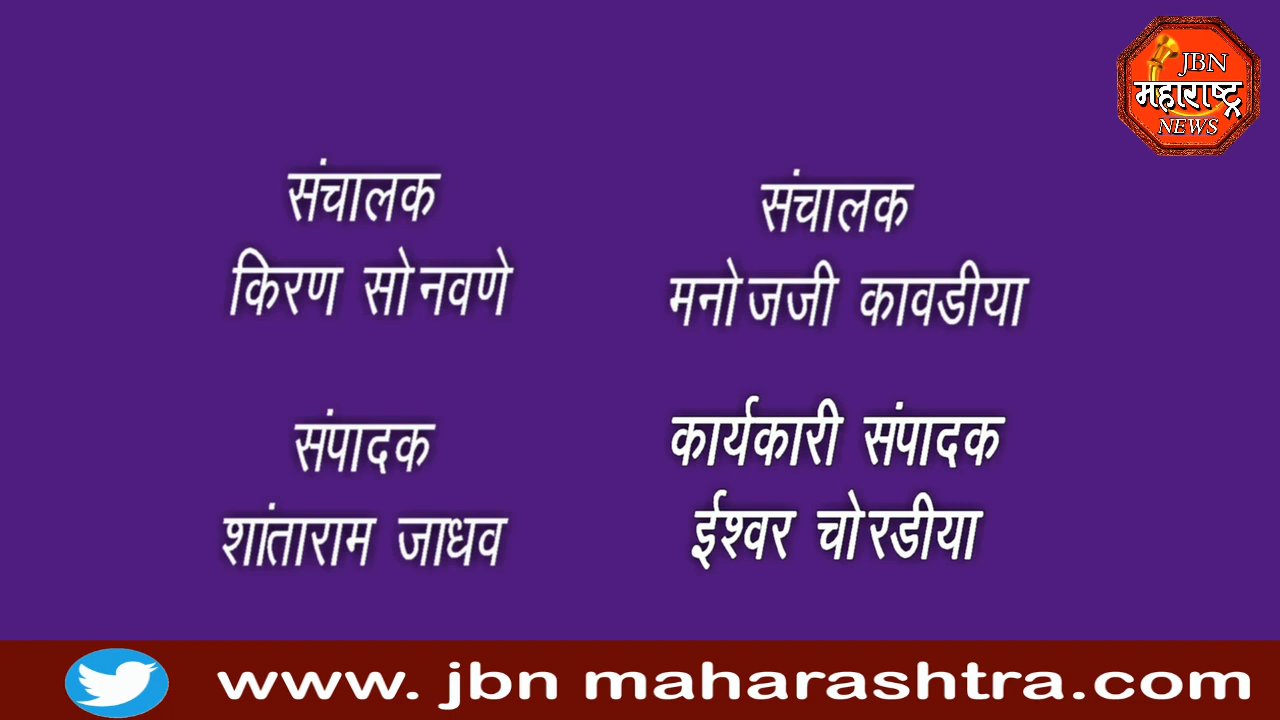 JBN
महाराष्ट्र
NEWS
संचालक
किरण सोनवणे
संचालक
मनोजजी कावडीया
संपादक
शांताराम जाधव
कार्यकारी संपादक
ईश्वर चोरडीया
www. jbn maharashtra.com